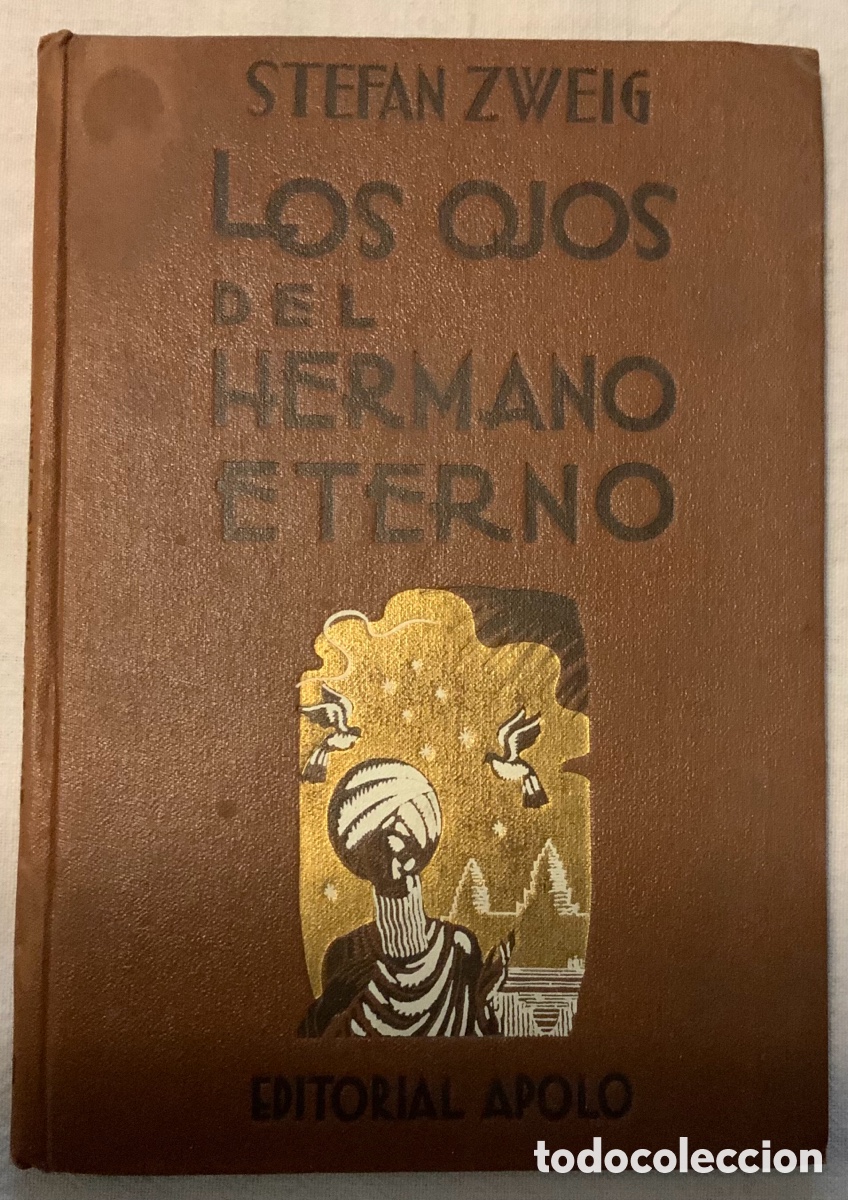 STEFAN ZWEIG
LOS OJOS
DEL
HERMANO
ETERNO
EDITORIAL APOLO
todocoleccion